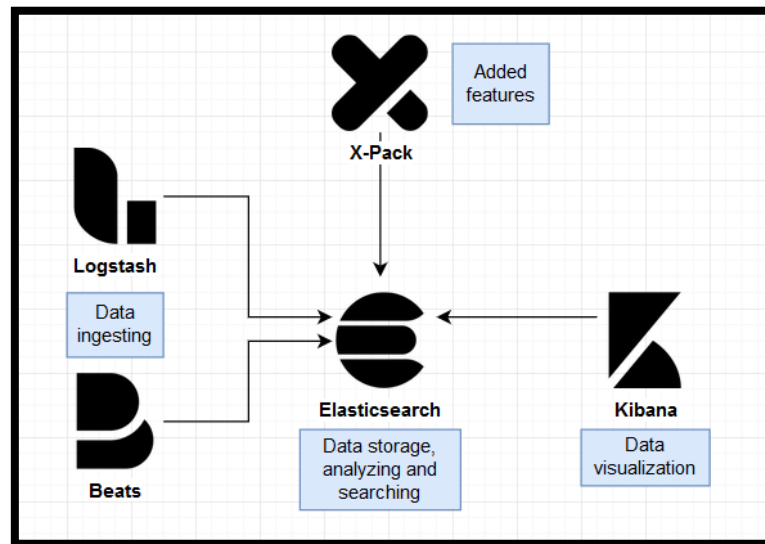 Added
features
X-Pack
Logstash
Data
ingesting
Beats
Elasticsearch
Data storage,
analyzing and
searching
Kibana
Data
visualization